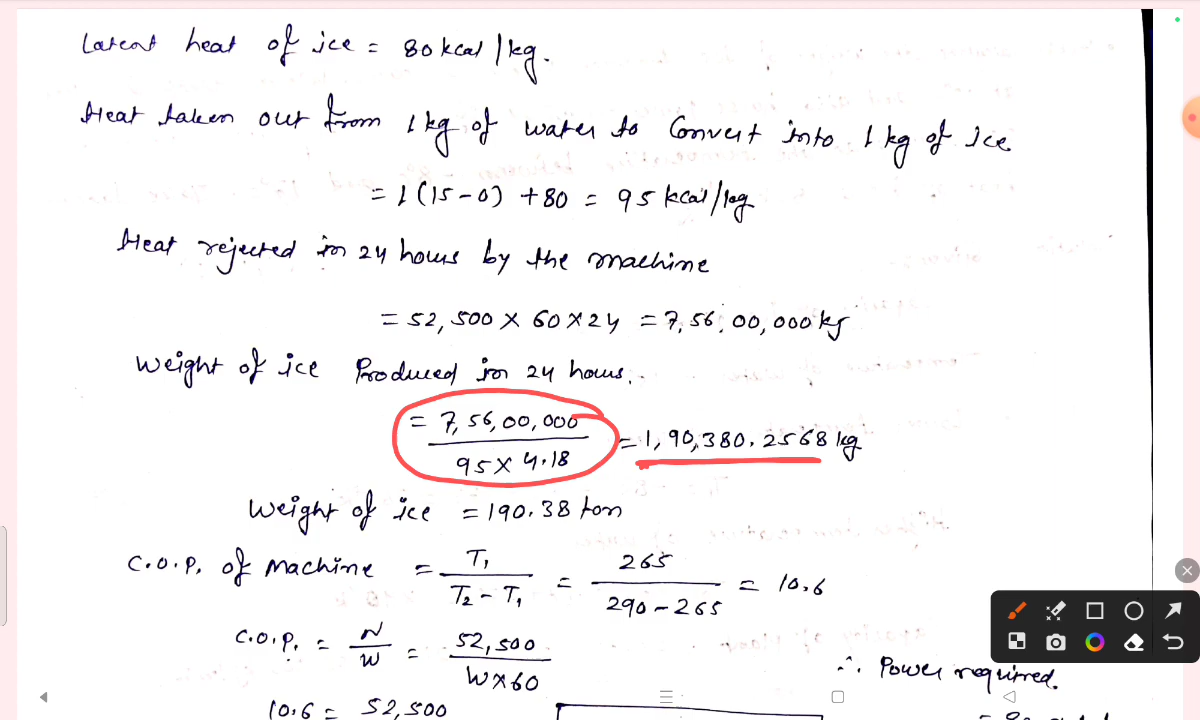 Latent heat of ice = 80 kcal/kg.
Heat taken out from 1 kg of water to Convert into 1 kg of Ice
= 1(15-0) + 80 = 95 kcal/kg
Heat rejected in 24 hours by the machine
= 52,500 × 60 × 24 = 7,56,00,000 kJ
Weight of ice Produced in 24 hours.
= 7,56,00,000 / 95 × 4.18 = 1,90,380.2568 kg
Weight of ice = 190.38 ton
C.O.P. of Machine = T₁ / T₂ - T₁ = 265 / 290 - 265 = 10.6
C.O.P. = N / W = 52,500 / W×60
∴ Power required.
10.6 = 52,500